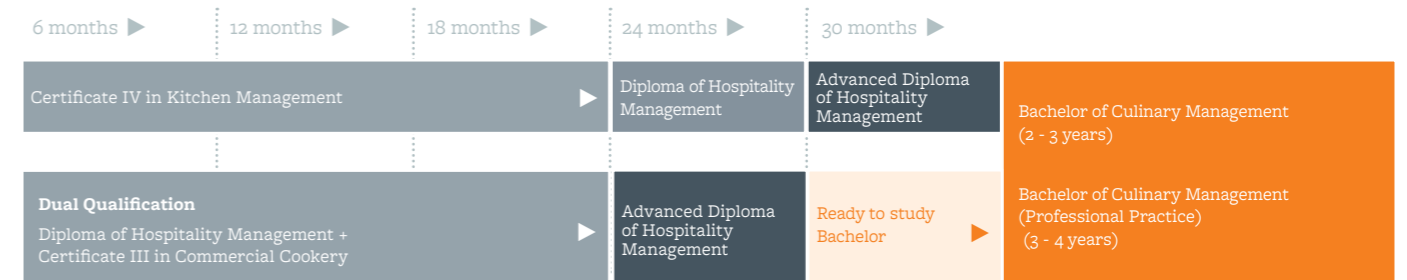 6 months ▶
12 months ▶
18 months ▶
24 months ▶
30 months ▶
Certificate IV in Kitchen Management
Diploma of Hospitality
Management
Advanced Diploma
of Hospitality
Management
Bachelor of Culinary Management
(2 - 3 years)
Dual Qualification
Diploma of Hospitality Management +
Certificate III in Commercial Cookery
Advanced Diploma
of Hospitality
Management
Ready to study
Bachelor
Bachelor of Culinary Management
(Professional Practice)
(3 - 4 years)